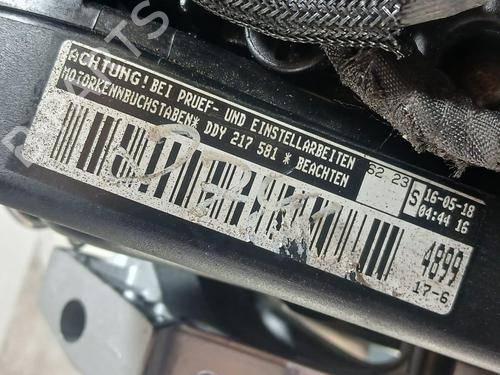 ACHTUNG! BEI PRUEF- UND EINSTELLARBEITEN
MOTORKENNBUCHSTABEN* DDY 217 581 * BEACHTEN
62 23
S
16-05-18
04:44 16
4899
17-6